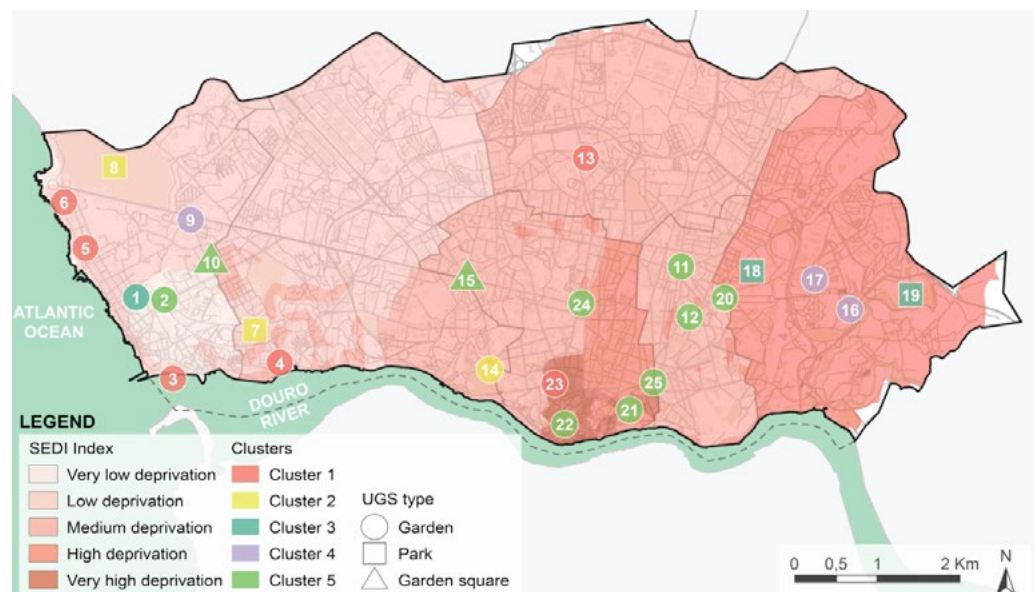 8
13
6
9
5
10
11
18
17
15
1
2
24
20
19
12
16
ATLANTIC
OCEAN
7
4
14
3
23
25
22
21
DOURO
RIVER
LEGEND
SEDI Index
Very low deprivation
Low deprivation
Medium deprivation
High deprivation
Very high deprivation
Clusters
Cluster 1
Cluster 2
Cluster 3
Cluster 4
Cluster 5
UGS type
Garden
Park
Garden square
0 0,5 1 2 Km
N